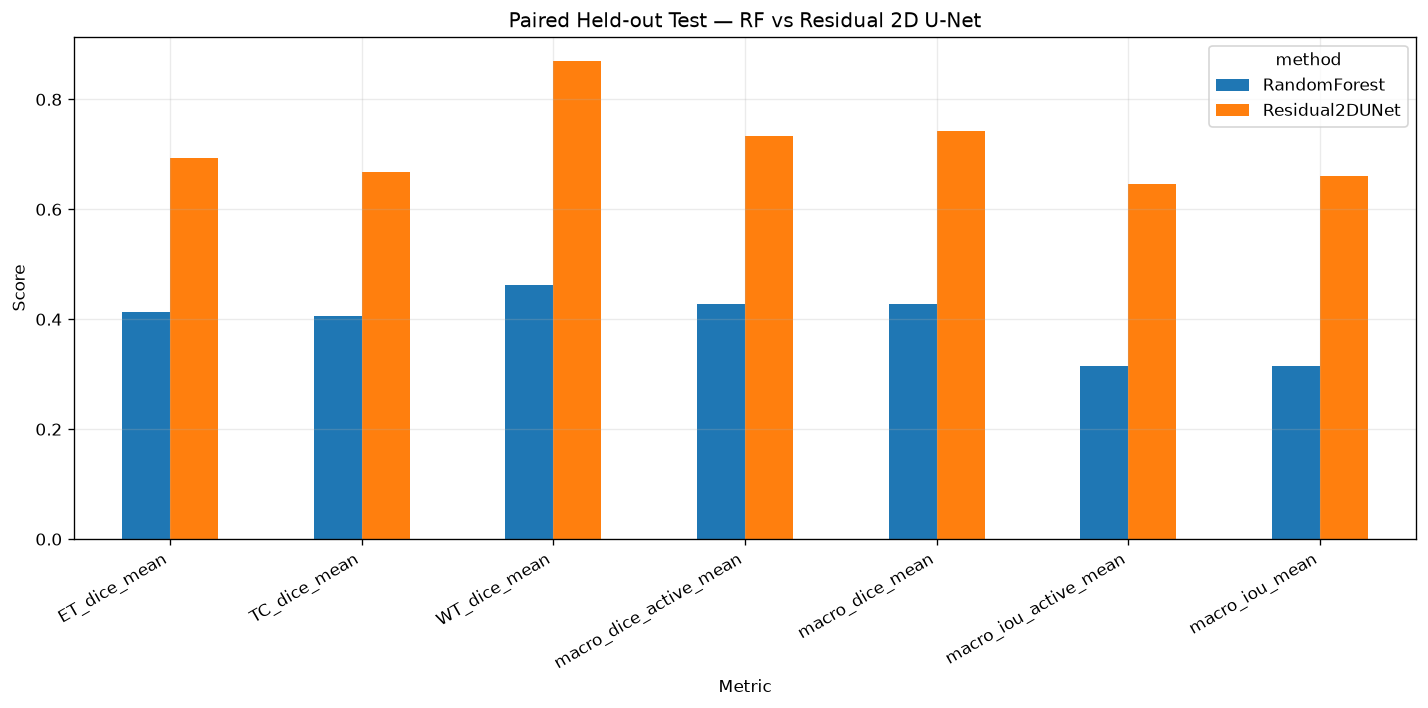 Paired Held-out Test — RF vs Residual 2D U-Net
method
RandomForest
Residual2DUNet
Score
0.8
0.6
0.4
0.2
0.0
ET_dice_mean
TC_dice_mean
WT_dice_mean
macro_dice_active_mean
macro_dice_mean
macro_iou_active_mean
macro_iou_mean
Metric